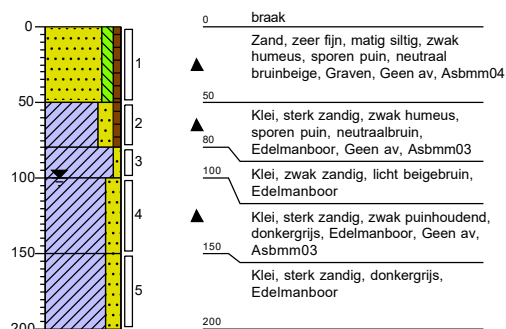 0
50
100
150
200
1
2
3
4
5
0
braak
Zand, zeer fijn, matig siltig, zwak
humeus, sporen puin, neutraal
bruinbeige, Graven, Geen av, Asbmm04
50
Klei, sterk zandig, zwak humeus,
sporen puin, neutraalbruin,
Edelmanboor, Geen av, Asbmm03
80
Klei, zwak zandig, licht beigebruin,
Edelmanboor
100
Klei, sterk zandig, zwak puinhoudend,
donkergrijs, Edelmanboor, Geen av,
Asbmm03
150
Klei, sterk zandig, donkergrijs,
Edelmanboor
200